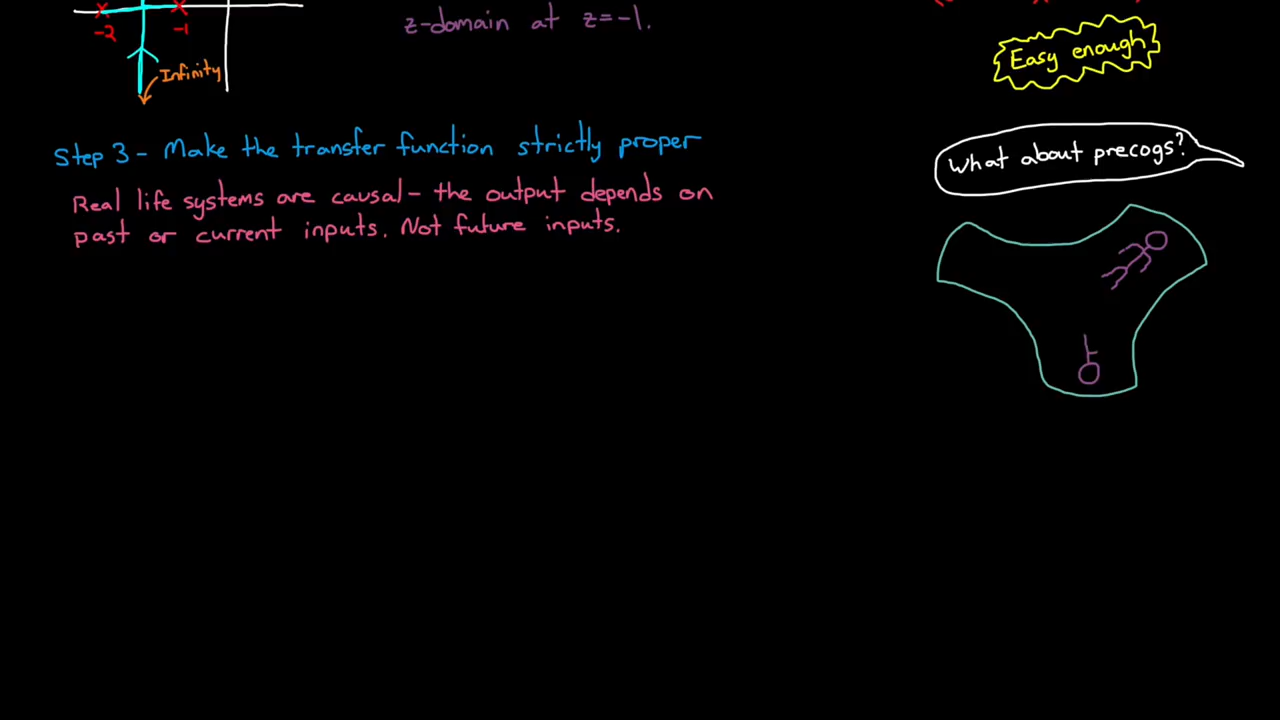 -2
-1
Infinity
z-domain at z=-1.
Easy enough
Step 3 - Make the transfer function strictly proper
Real life systems are causal - the output depends on
past or current inputs. Not future inputs.
What about precogs?